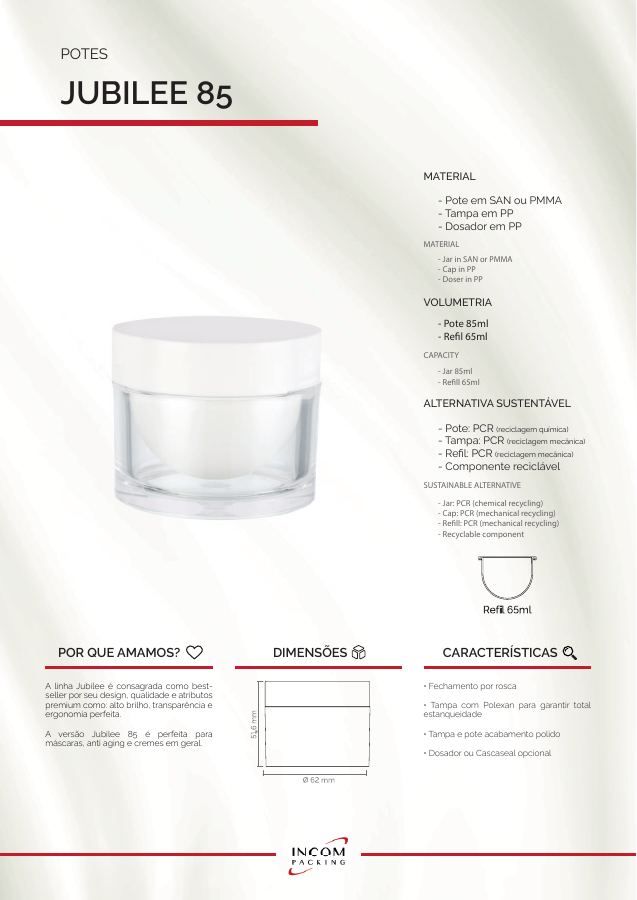 POTES
JUBILEE 85
MATERIAL
- Pote em SAN ou PMMA
- Tampa em PP
- Dosador em PP
MATERIAL
- Jar in SAN or PMMA
- Cap in PP
- Doser in PP
VOLUMETRIA
- Pote 85ml
- Refil 65ml
CAPACITY
- Jar 85ml
- Refill 65ml
ALTERNATIVA SUSTENTÁVEL
- Pote: PCR (reciclagem química)
- Tampa: PCR (reciclagem mecânica)
- Refil: PCR (reciclagem mecânica)
- Componente reciclável
SUSTAINABLE ALTERNATIVE
- Jar: PCR (chemical recycling)
- Cap: PCR (mechanical recycling)
- Refill: PCR (mechanical recycling)
- Recyclable component
Refil 65ml
POR QUE AMAMOS?
A linha Jubilee é consagrada como best-
seller por seu design, qualidade e atributos
premium como: alto brilho, transparência e
ergonomia perfeita.
A versão Jubilee 85 é perfeita para
máscaras, anti aging e cremes em geral.
DIMENSÕES
51,6 mm
Ø 62 mm
CARACTERÍSTICAS
• Fechamento por rosca
• Tampa com Polexan para garantir total
estanqueidade
• Tampa e pote acabamento polido
• Dosador ou Cascaseal opcional
INCOM
PACKING